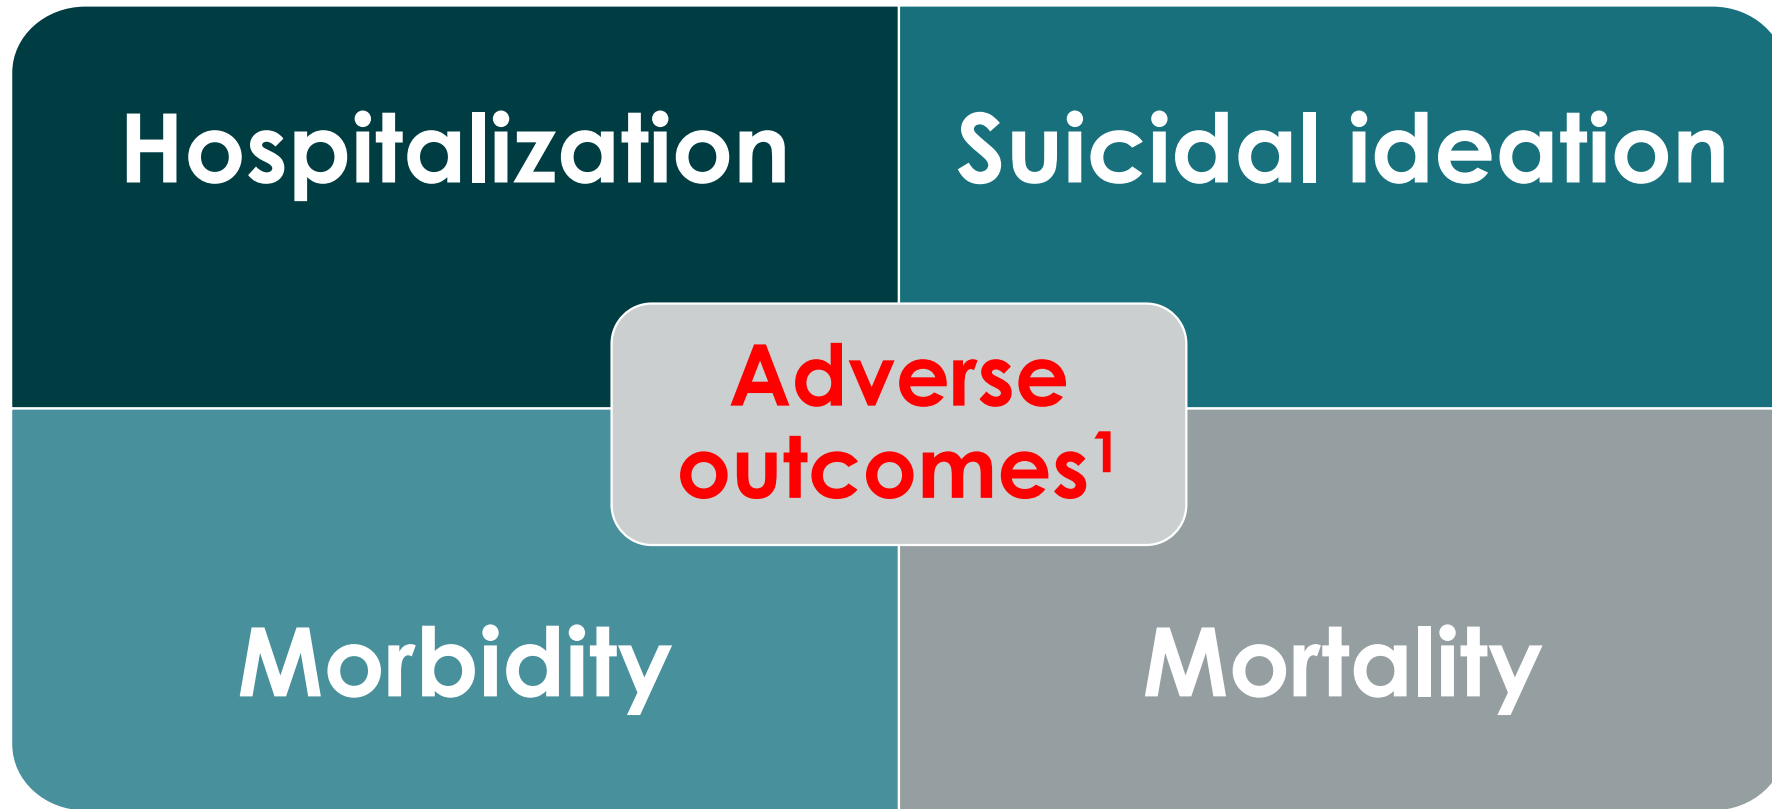 Hospitalization
Suicidal ideation
Adverse
outcomes¹
Morbidity
Mortality